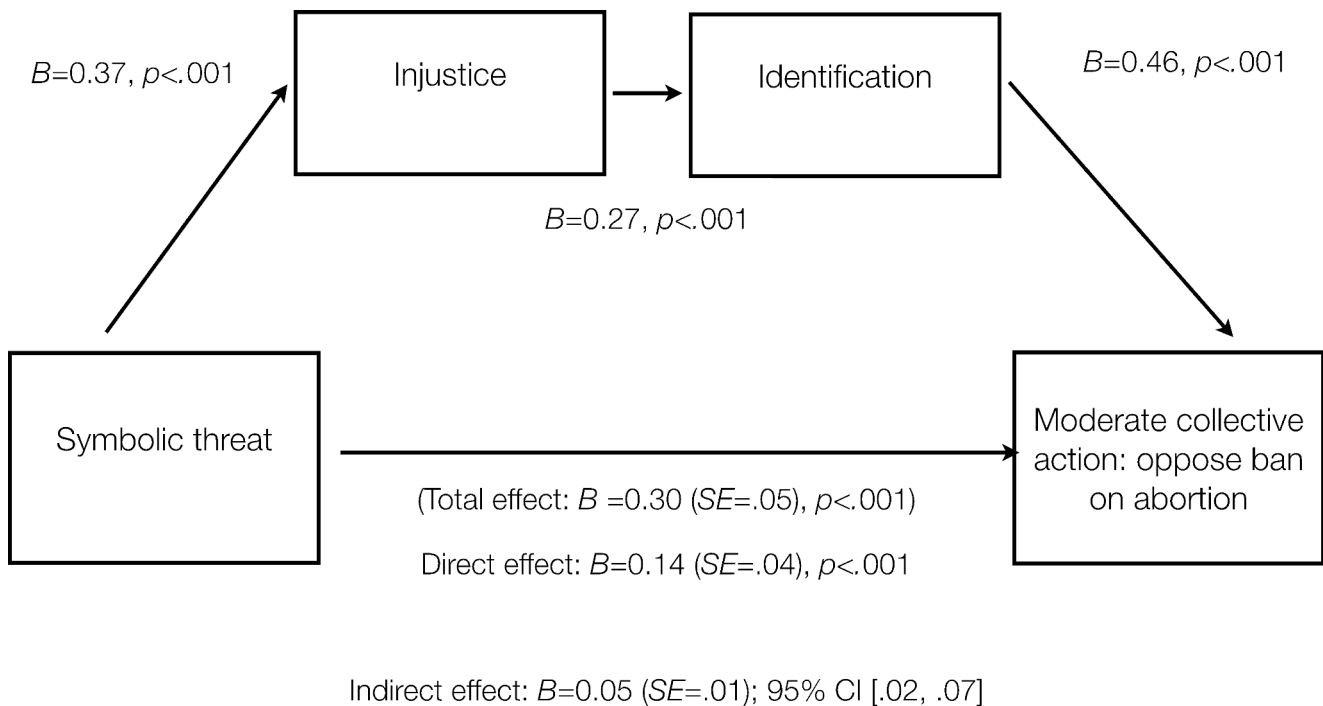 B=0.37, p<.001
Injustice
Identification
B=0.46, p<.001
B=0.27, p<.001
Symbolic threat
Moderate collective
action: oppose ban
on abortion
(Total effect: B =0.30 (SE=.05), p<.001)
Direct effect: B=0.14 (SE=.04), p<.001
Indirect effect: B=0.05 (SE=.01); 95% CI [.02, .07]